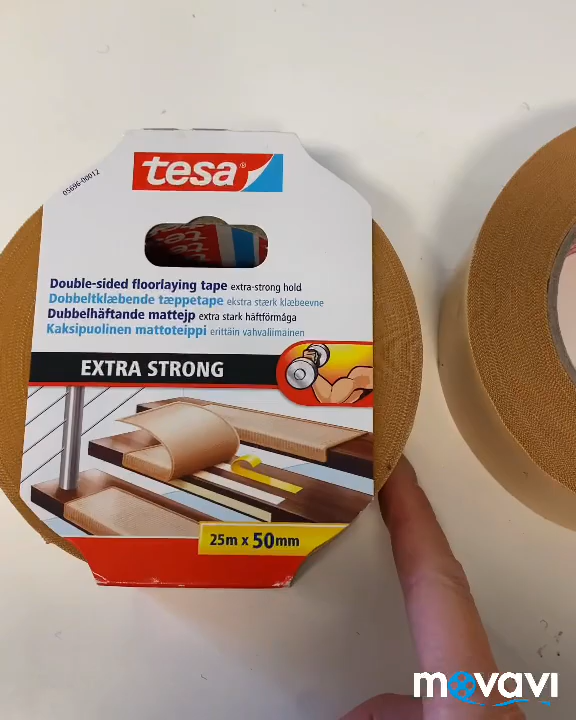 tesa®
05696-00012
Double-sided floorlaying tape extra-strong hold
Dobbeltklæbende tæppetape ekstra stærk klæbeevne
Dubbelhäftande mattejp extra stark häftförmåga
Kaksipuolinen mattoteippi erittäin vahvaliimainen
EXTRA STRONG
25m x 50mm
movavi